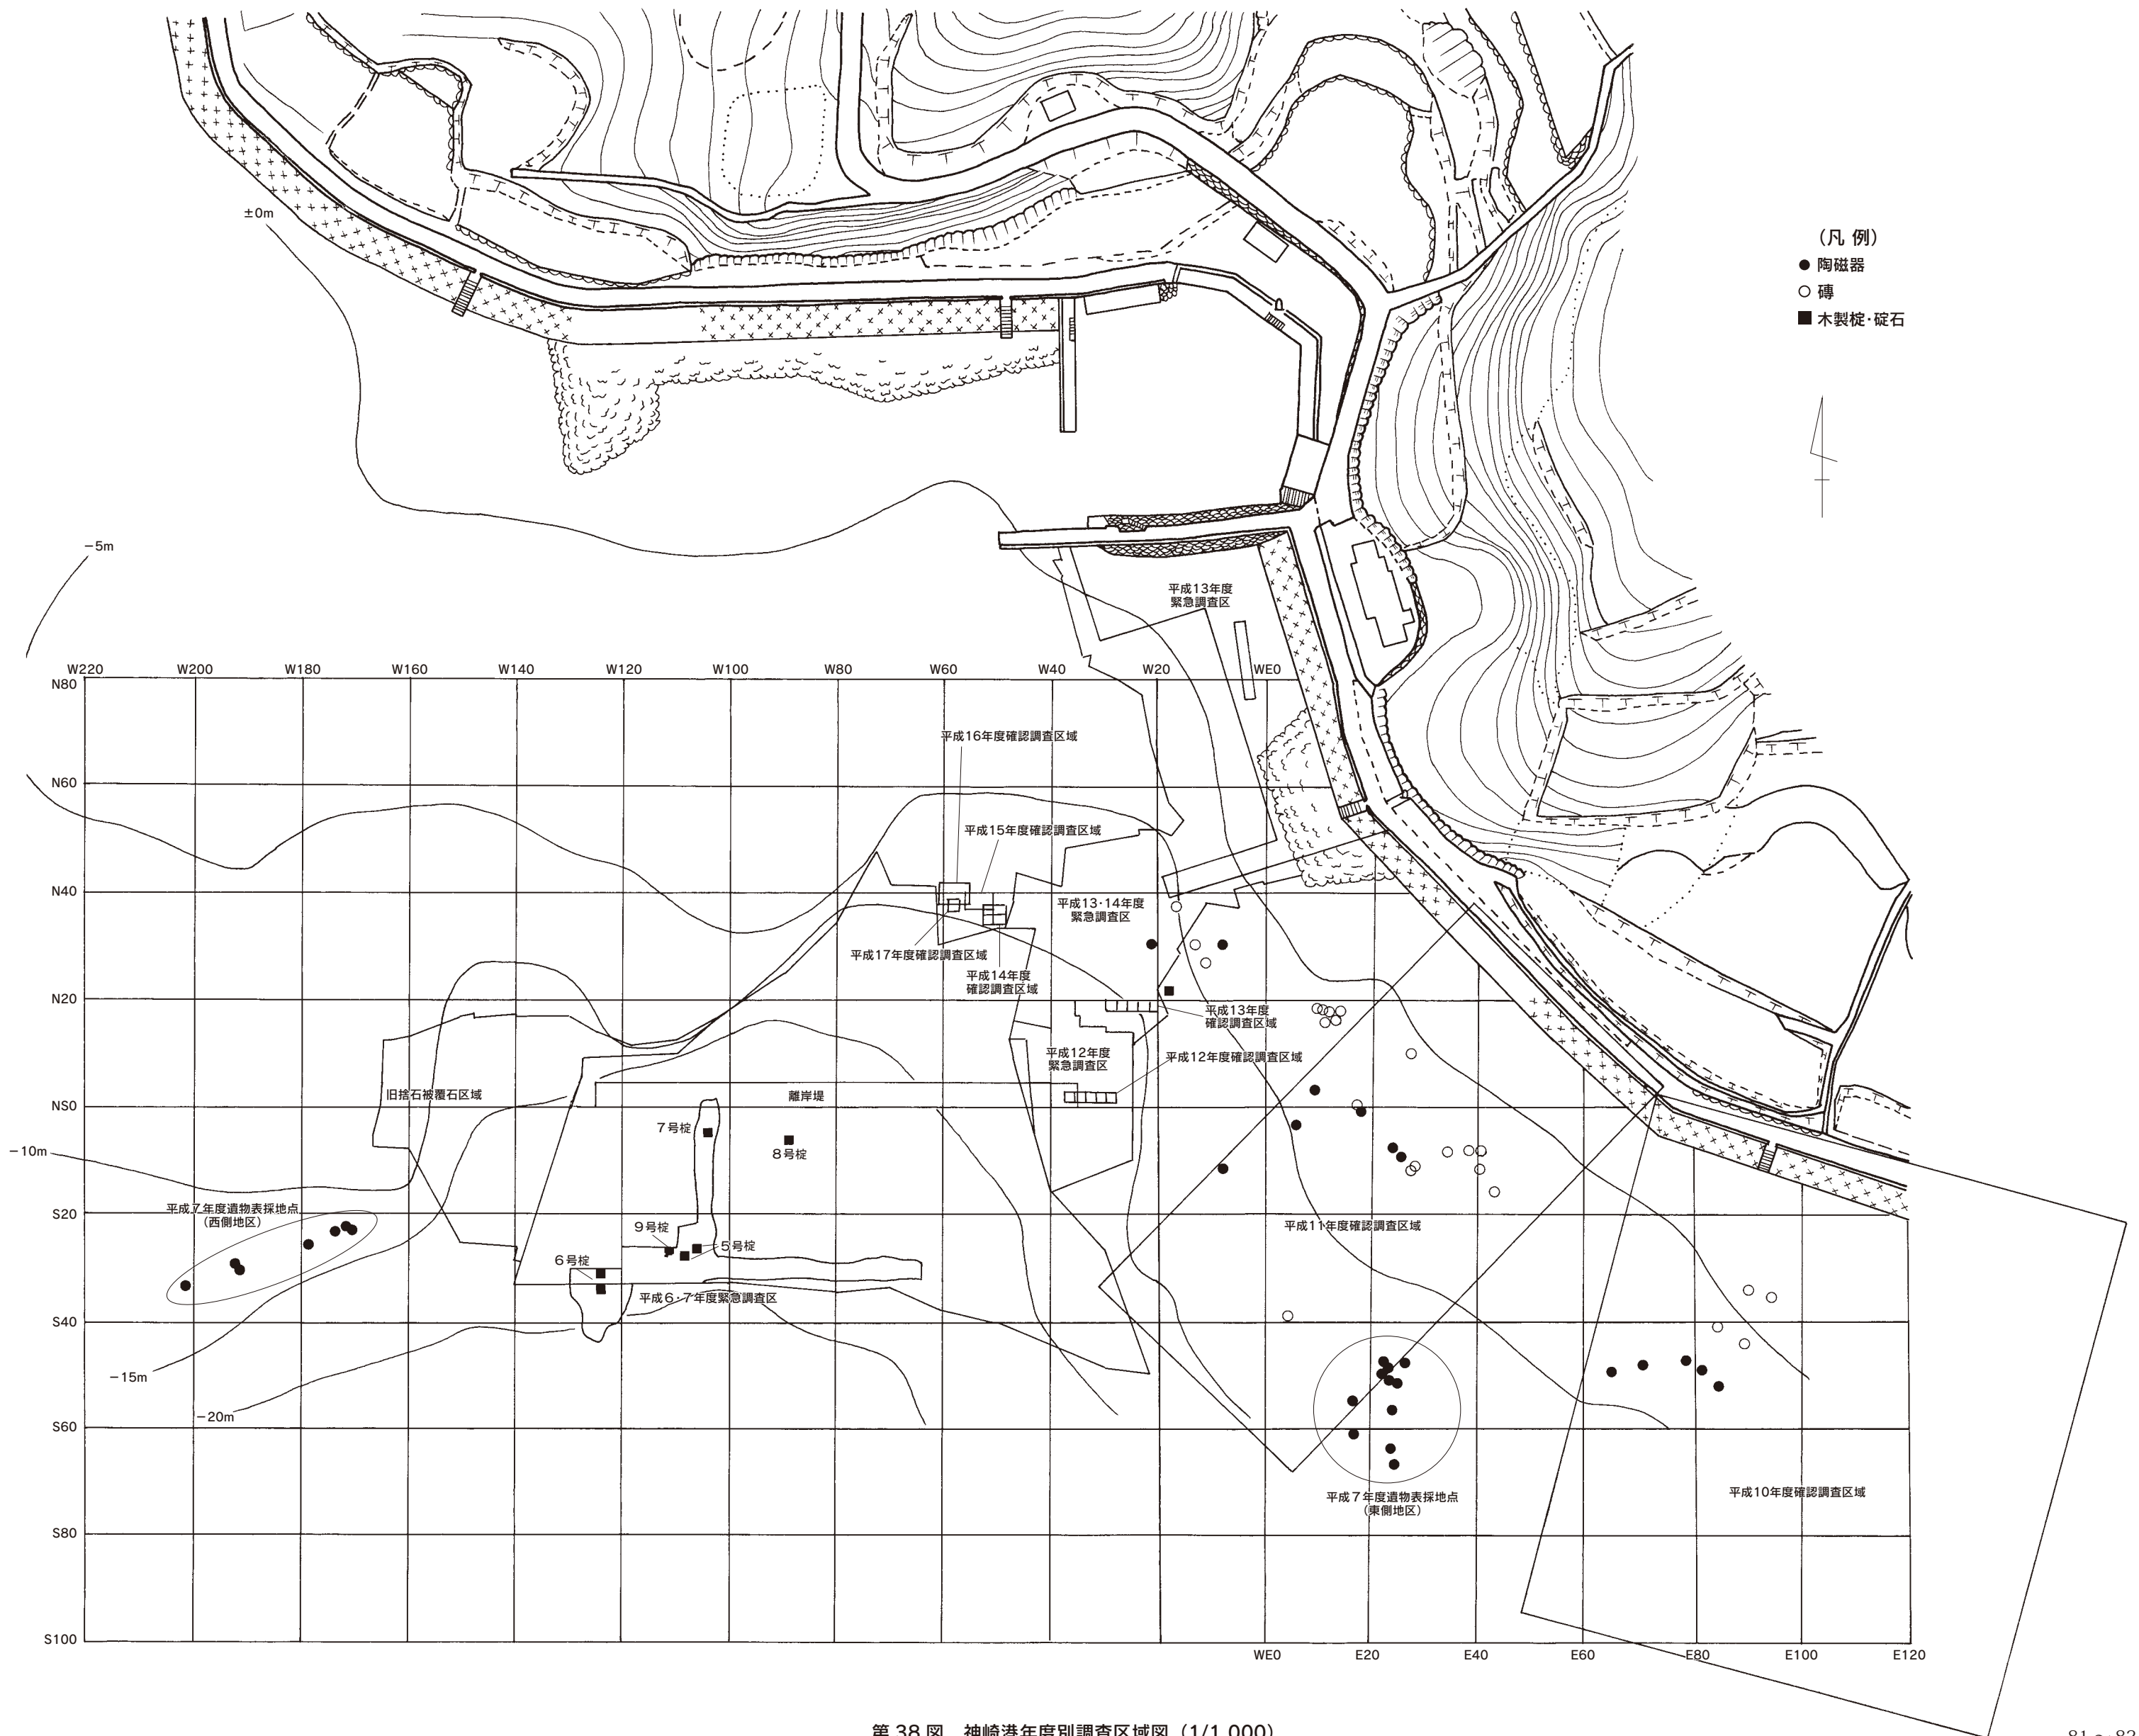 ±0m
(凡 例)
● 陶磁器
○ 磚
■ 木製椗・碇石
−5m
平成13年度
緊急調査区
W220 W200 W180 W160 W140 W120 W100 W80 W60 W40 W20 WE0
N80
平成16年度確認調査区域
N60
平成15年度確認調査区域
N40
平成13・14年度
緊急調査区
平成17年度確認調査区域
平成14年度
確認調査区域
N20
平成13年度
確認調査区域
平成12年度
緊急調査区
平成12年度確認調査区域
旧捨石被覆石区域
離岸堤
NS0
7号椗
8号椗
−10m
平成7年度遺物表採地点
(西側地区)
S20
9号椗
5号椗
平成11年度確認調査区域
6号椗
平成6・7年度緊急調査区
S40
−15m
−20m
S60
平成7年度遺物表採地点
(東側地区)
平成10年度確認調査区域
S80
S100
WE0 E20 E40 E60 E80 E100 E120
第38図 神崎港年度別調査区域図(1/1,000)